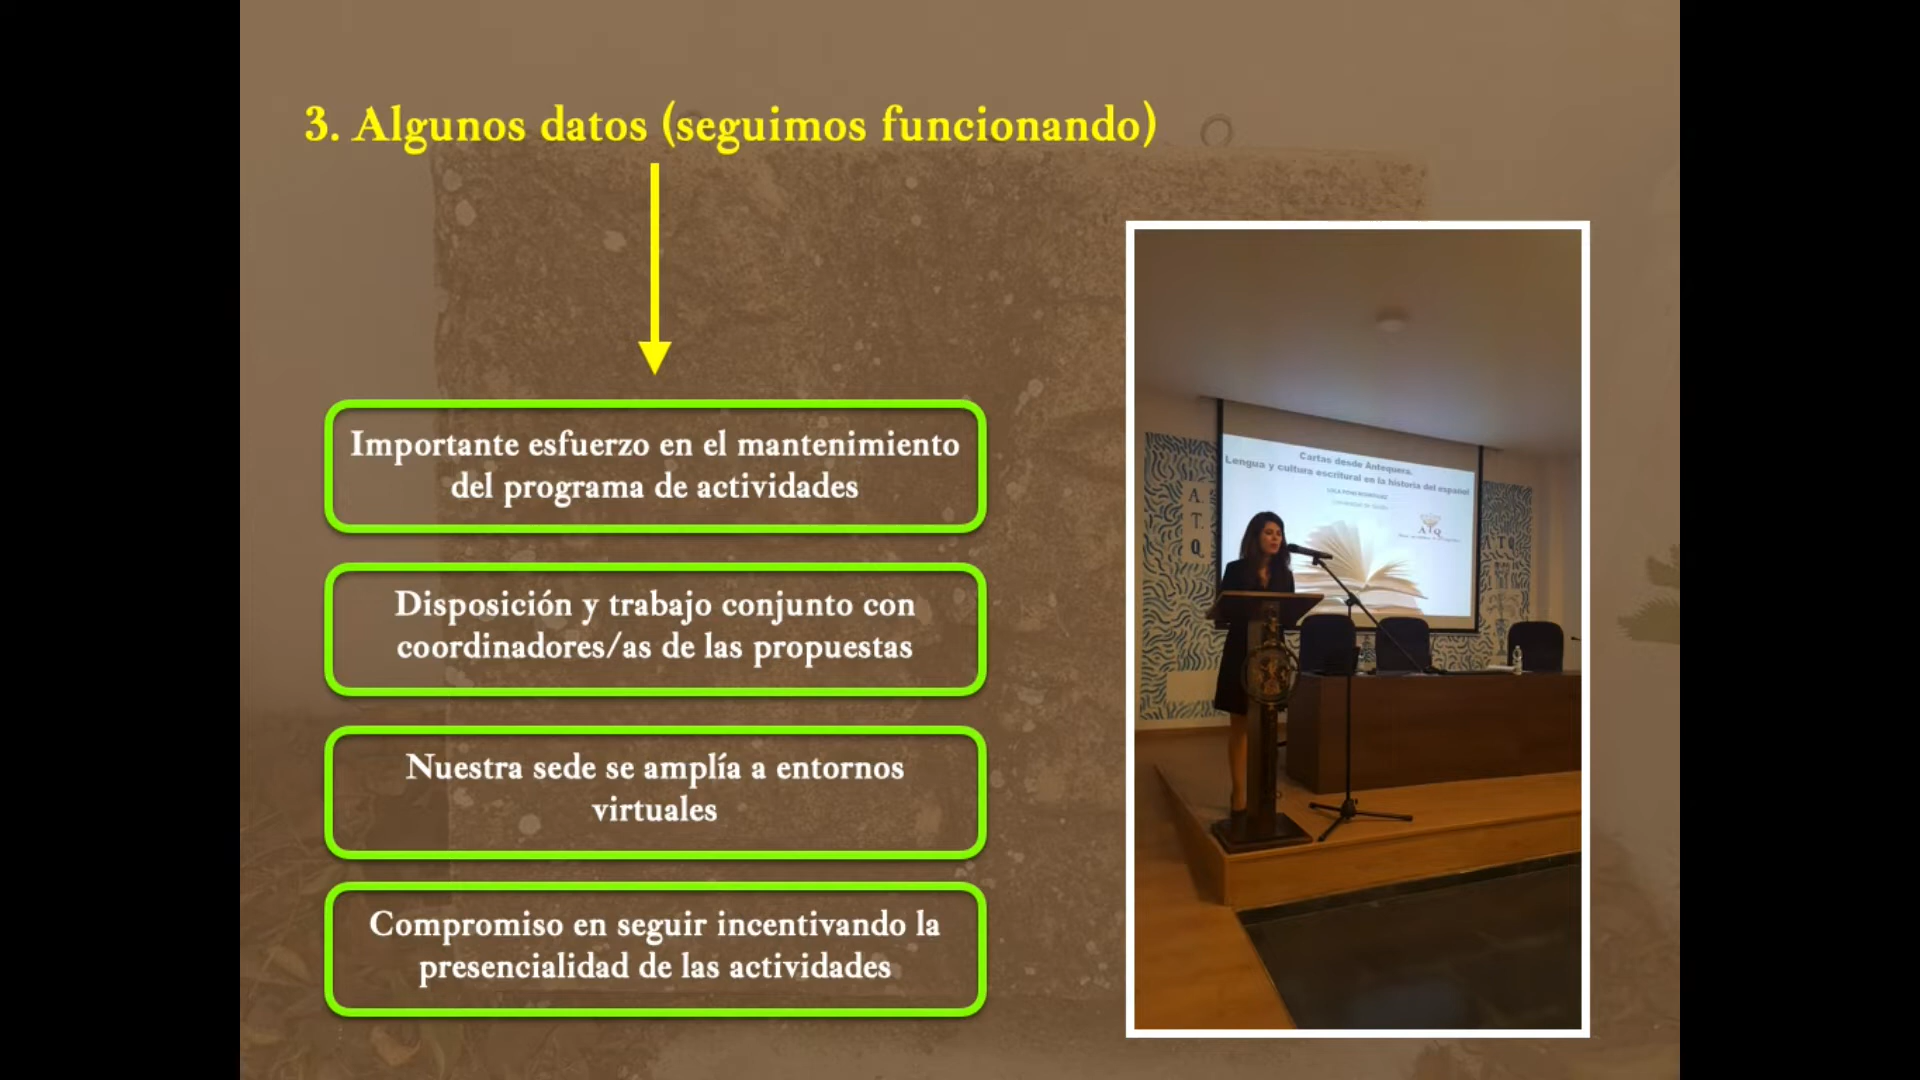 3. Algunos datos (seguimos funcionando)
Importante esfuerzo en el mantenimiento
del programa de actividades
Disposición y trabajo conjunto con
coordinadores/as de las propuestas
Nuestra sede se amplía a entornos
virtuales
Compromiso en seguir incentivando la
presencialidad de las actividades
Cartas desde Antequera.
Lengua y cultura escritural en la historia del español
A
T.
Q
ATQ
ATQ